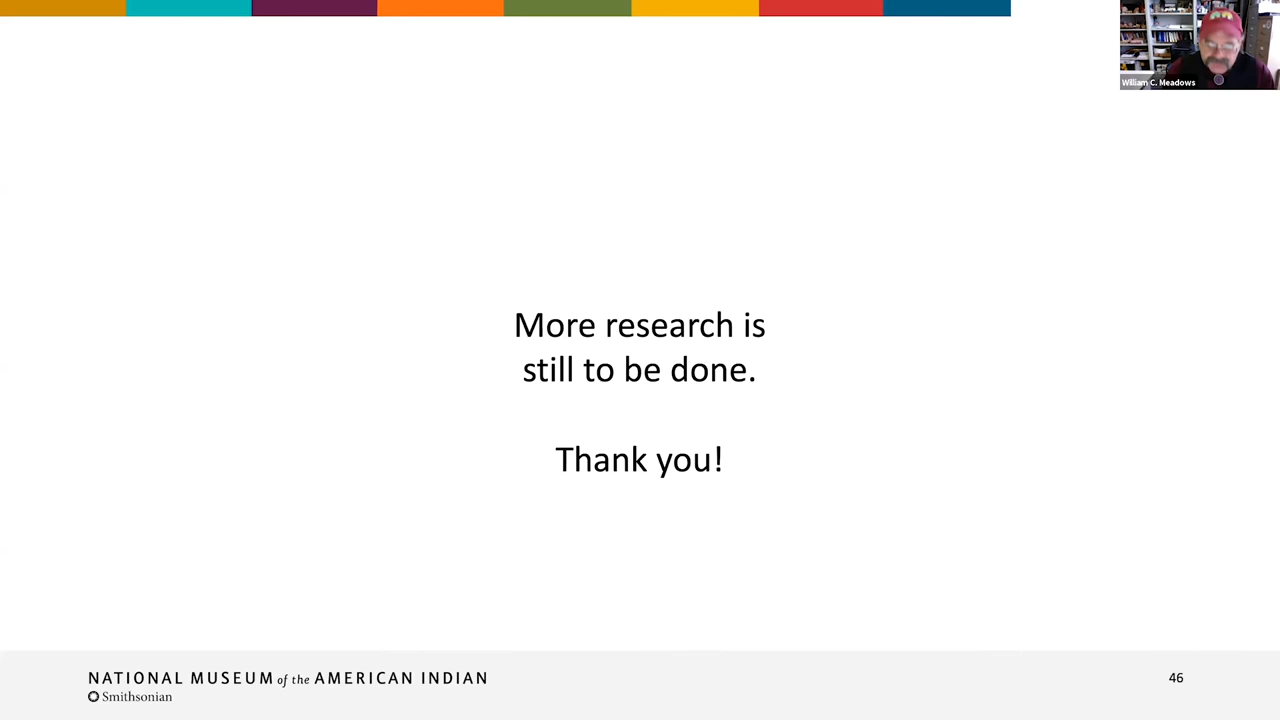 William C. Meadows
More research is
still to be done.
Thank you!
NATIONAL MUSEUM of the AMERICAN INDIAN
Smithsonian
46